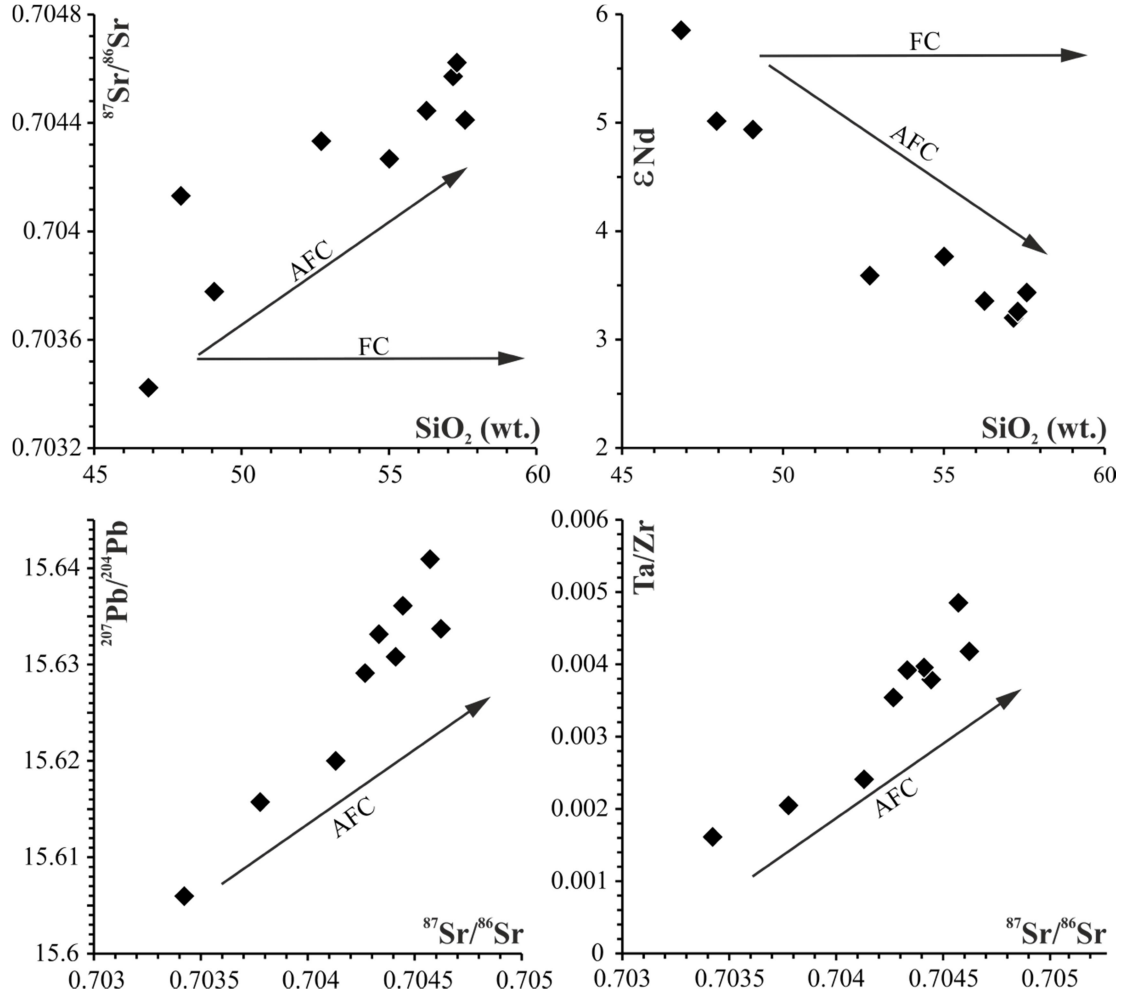 0.7048
0.7044
0.704
0.7036
0.7032
⁸⁷Sr/⁸⁶Sr
AFC
FC
SiO₂ (wt.)
45 50 55 60
6
5
4
3
2
εNd
FC
AFC
SiO₂ (wt.)
45 50 55 60
15.64
15.63
15.62
15.61
15.6
²⁰⁷Pb/²⁰⁴Pb
AFC
⁸⁷Sr/⁸⁶Sr
0.703 0.7035 0.704 0.7045 0.705
0.006
0.005
0.004
0.003
0.002
0.001
0
Ta/Zr
AFC
⁸⁷Sr/⁸⁶Sr
0.703 0.7035 0.704 0.7045 0.705